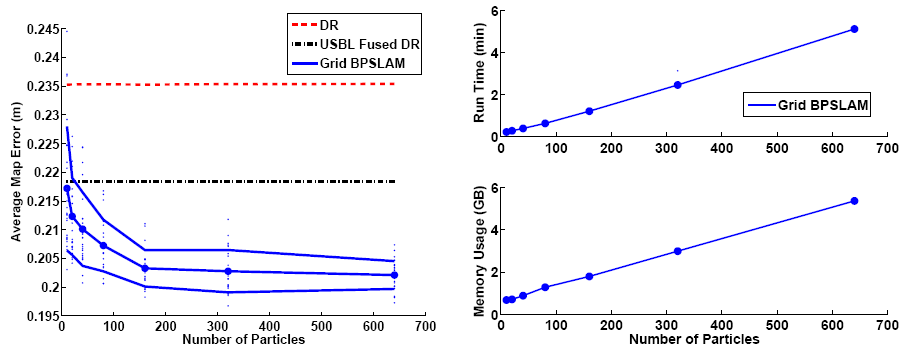 0.245
0.24
0.235
0.23
0.225
0.22
0.215
0.21
0.205
0.2
0.195
0 100 200 300 400 500 600 700
Average Map Error (m)
Number of Particles
DR
USBL Fused DR
Grid BPSLAM
6
4
2
0
0 100 200 300 400 500 600 700
Run Time (min)
Grid BPSLAM
6
4
2
0
0 100 200 300 400 500 600 700
Memory Usage (GB)
Number of Particles